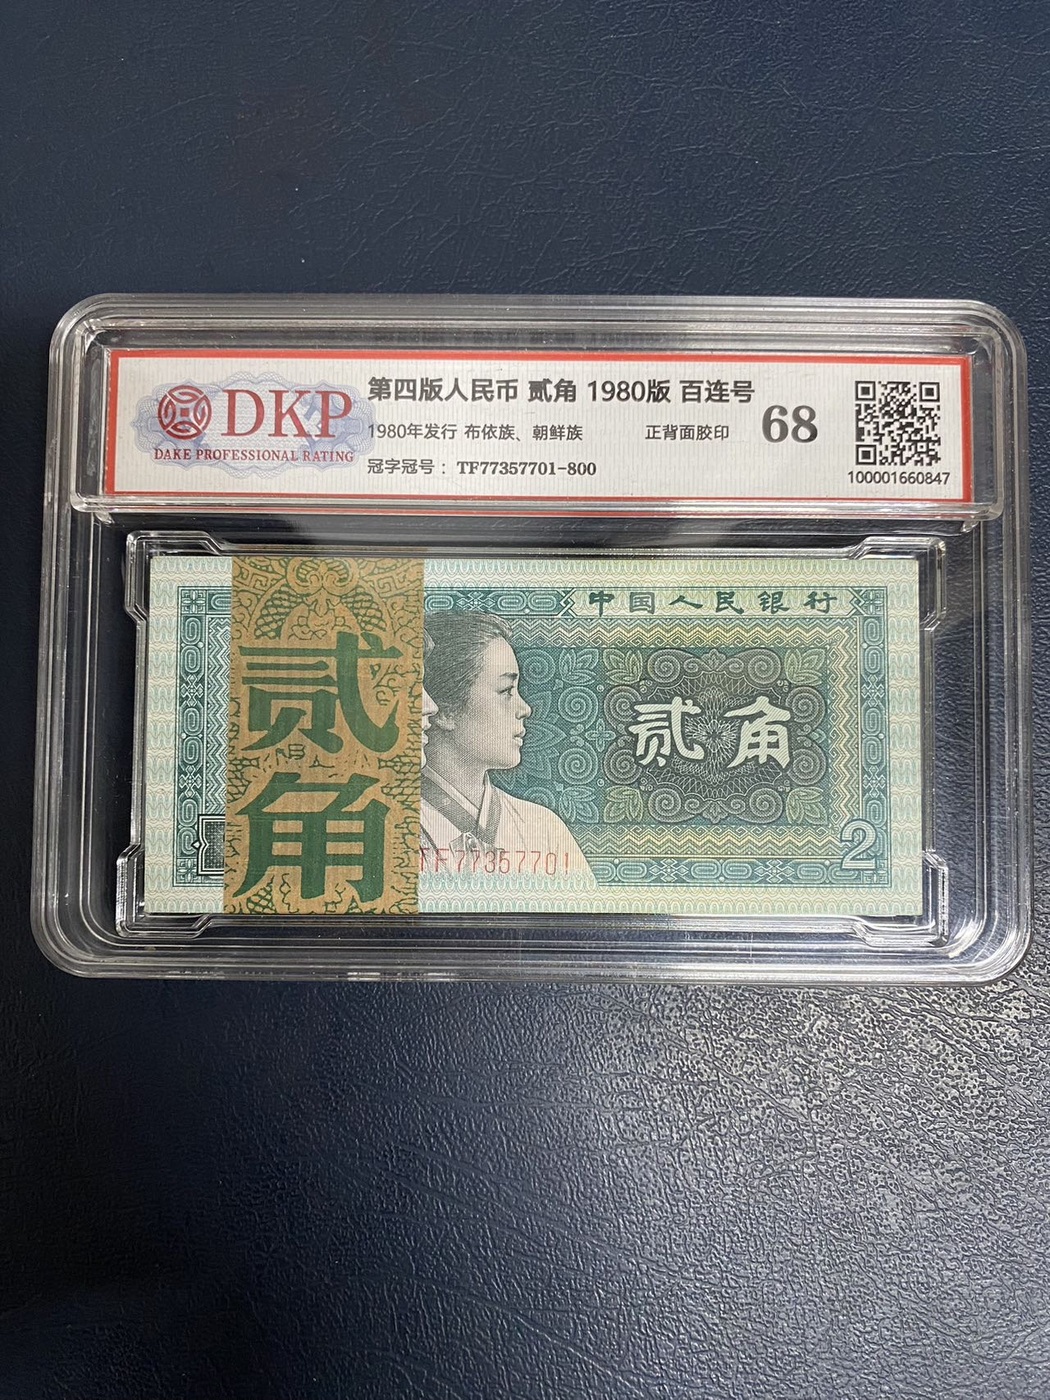 DKP
DAKE PROFESSIONAL RATING
第四版人民币 贰角 1980版 百连号
1980年发行 布依族、朝鲜族 正背面胶印
冠字冠号： TF77357701-800
68
100001660847
中国人民银行
贰角
贰角
2
TF77357701